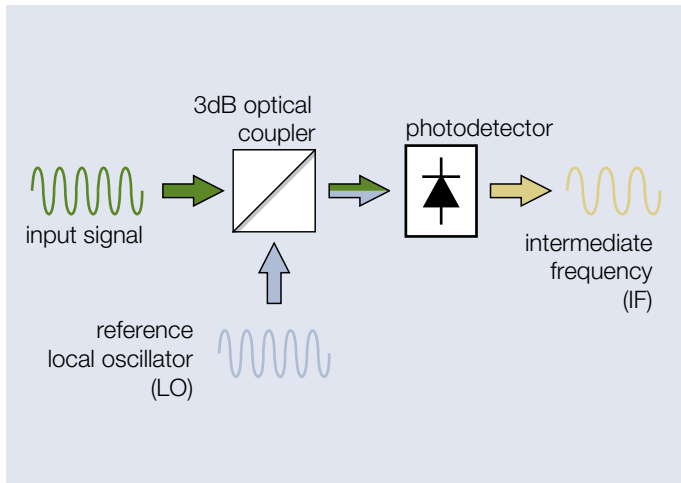 3dB optical
coupler
photodetector
input signal
intermediate
frequency
(IF)
reference
local oscillator
(LO)